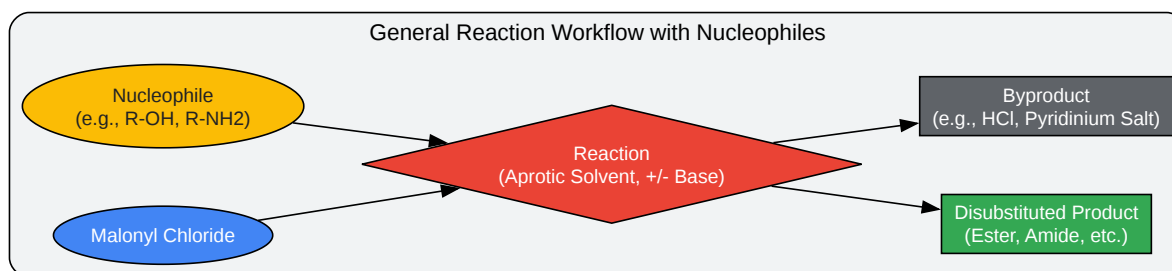 General Reaction Workflow with Nucleophiles
Nucleophile
(e.g., R-OH, R-NH2)
Malonyl Chloride
Reaction
(Aprotic Solvent, +/- Base)
Byproduct
(e.g., HCl, Pyridinium Salt)
Disubstituted Product
(Ester, Amide, etc.)